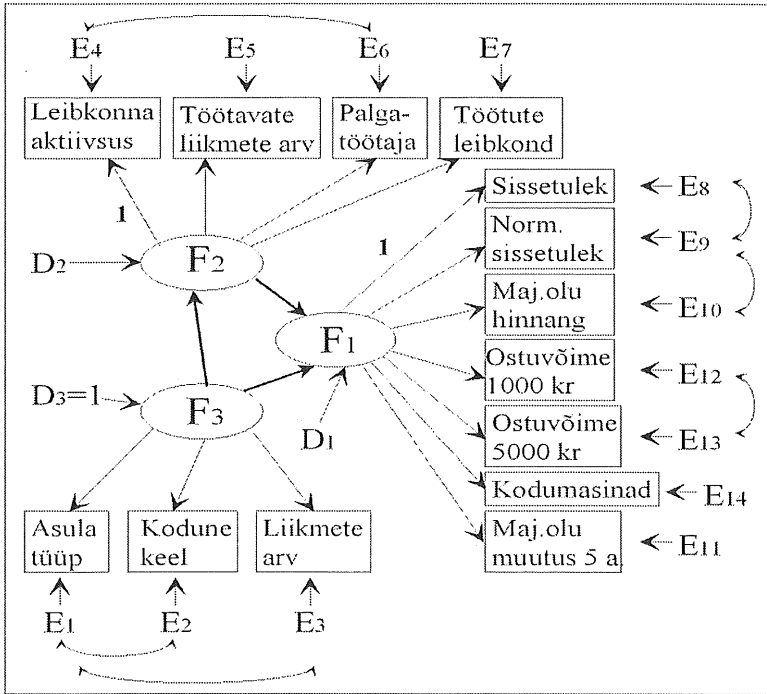 E4 E5 E6 E7
Leibkonna
aktiivsus
Töötavate
liikmete arv
Palga-
töötaja
Töötute
leibkond
Sissetulek
E8
1
1
Norm.
sissetulek
E9
D2
F2
Maj.olu
hinnang
E10
F1
Ostuvõime
1000 kr
E12
D3=1
F3
D1
Ostuvõime
5000 kr
E13
Kodumasinad
E14
Asula
tüüp
Kodune
keel
Liikmete
arv
Maj.olu
muutus 5 a.
E11
E1 E2 E3